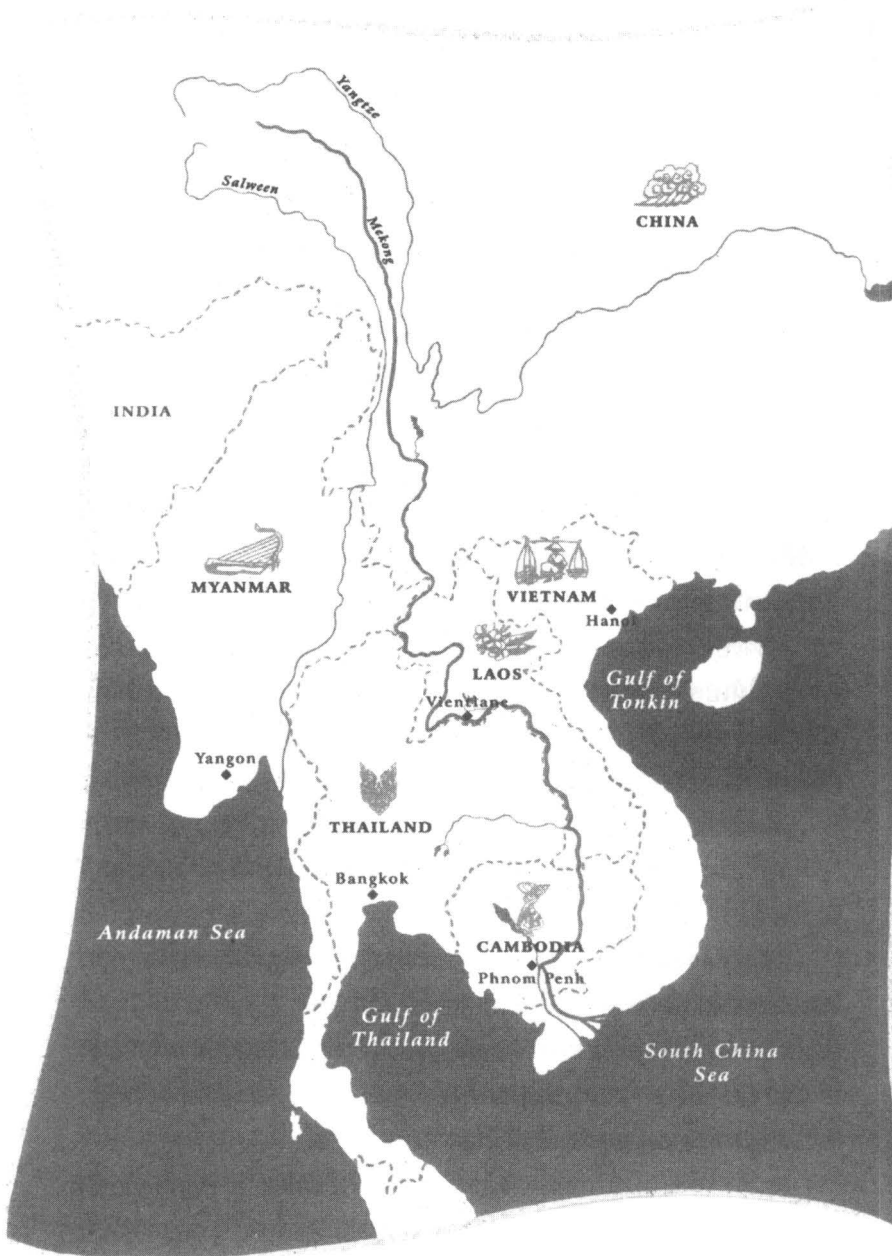 Yangtze
Salween
Mekong
CHINA
INDIA
MYANMAR
VIETNAM
Hanoi
LAOS
Gulf of
Tonkin
Vientiane
Yangon
THAILAND
Bangkok
Andaman Sea
CAMBODIA
Phnom Penh
Gulf of
Thailand
South China
Sea